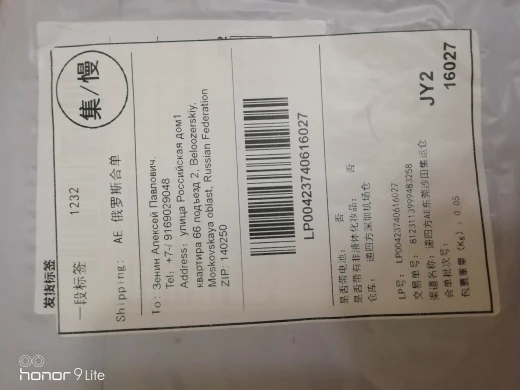 发货标签
一段标签
1232
集/慢
Shipping: AE 俄罗斯合单
To: Зенин Алексей Павлович,
Tel: +7-/ 9169029048
Address: улица Российская дом1
квартира 66 подъезд 2, Beloozerskiy,
Moskovskaya oblast, Russian Federation
ZIP: 140250
LP00423740616027
是否带电池: 否
是否带有非液体化妆品: 否
仓库: 递四方深圳机场仓
LP号: LP00423740616027
交易单号: 8123113999483258
渠道名称: 递四方AE东莞沙田集运仓
合单批次号:
包裹重量 (Kg): 0.05
JY2
16027
honor 9 Lite